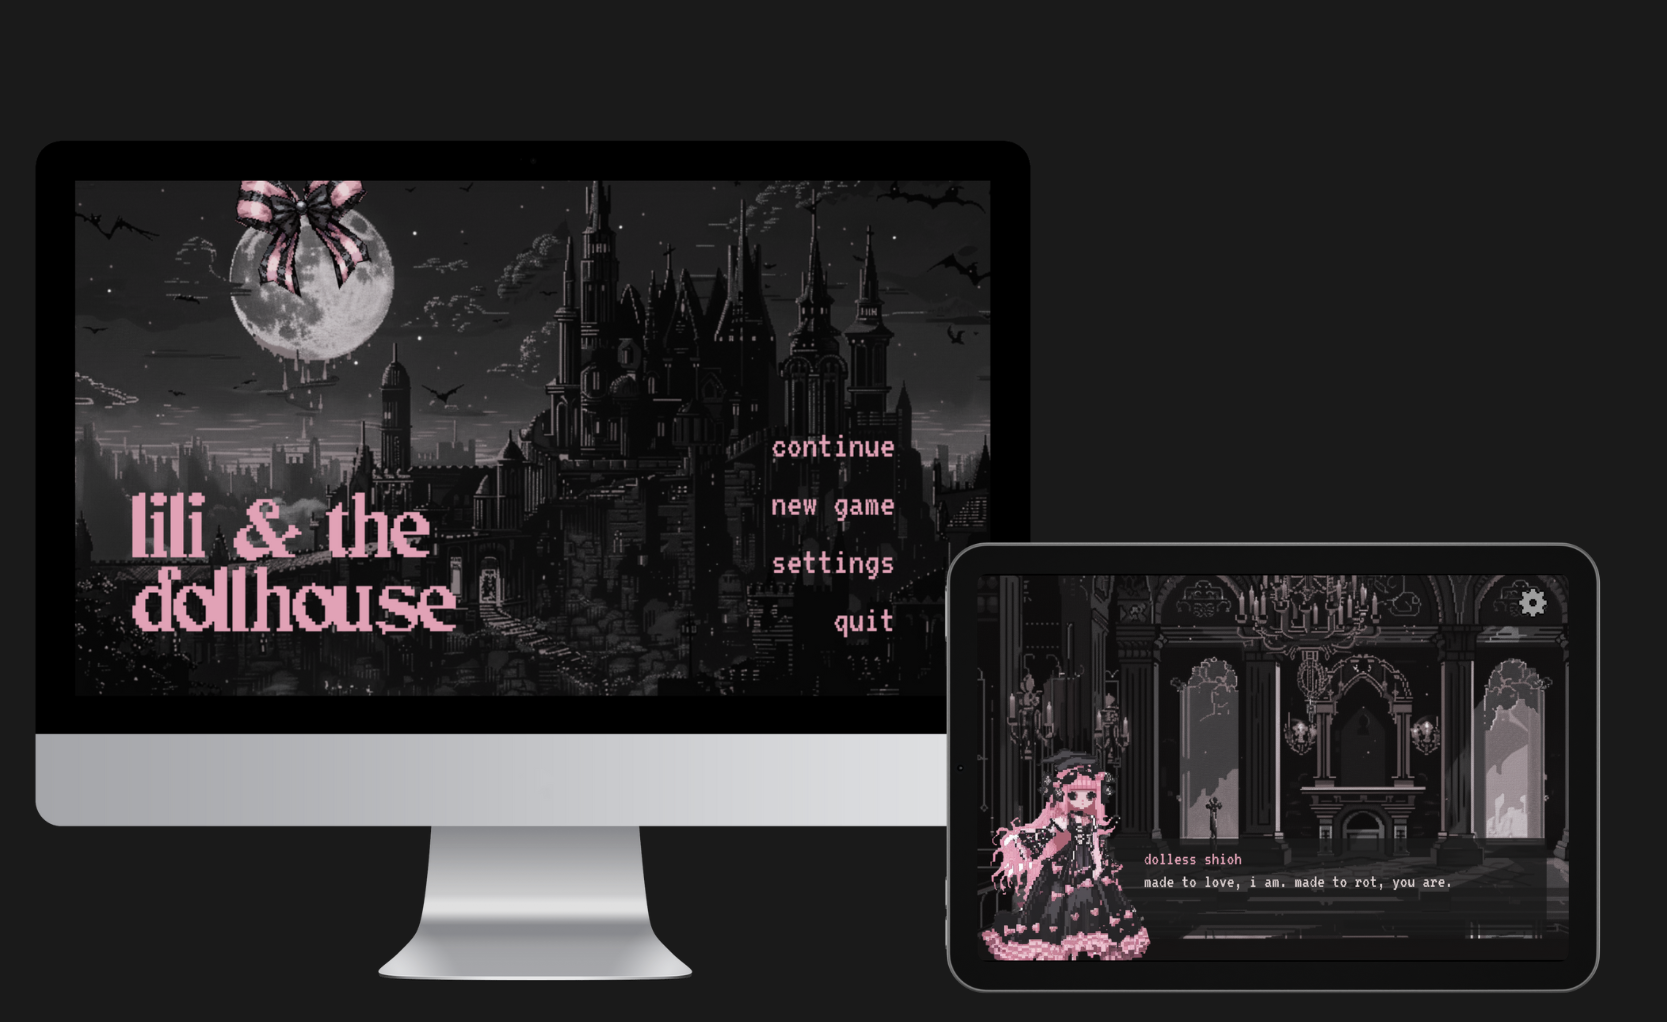 lili & the
dollhouse
continue
new game
settings
quit
dolless shioh
made to love, i am. made to rot, you are.